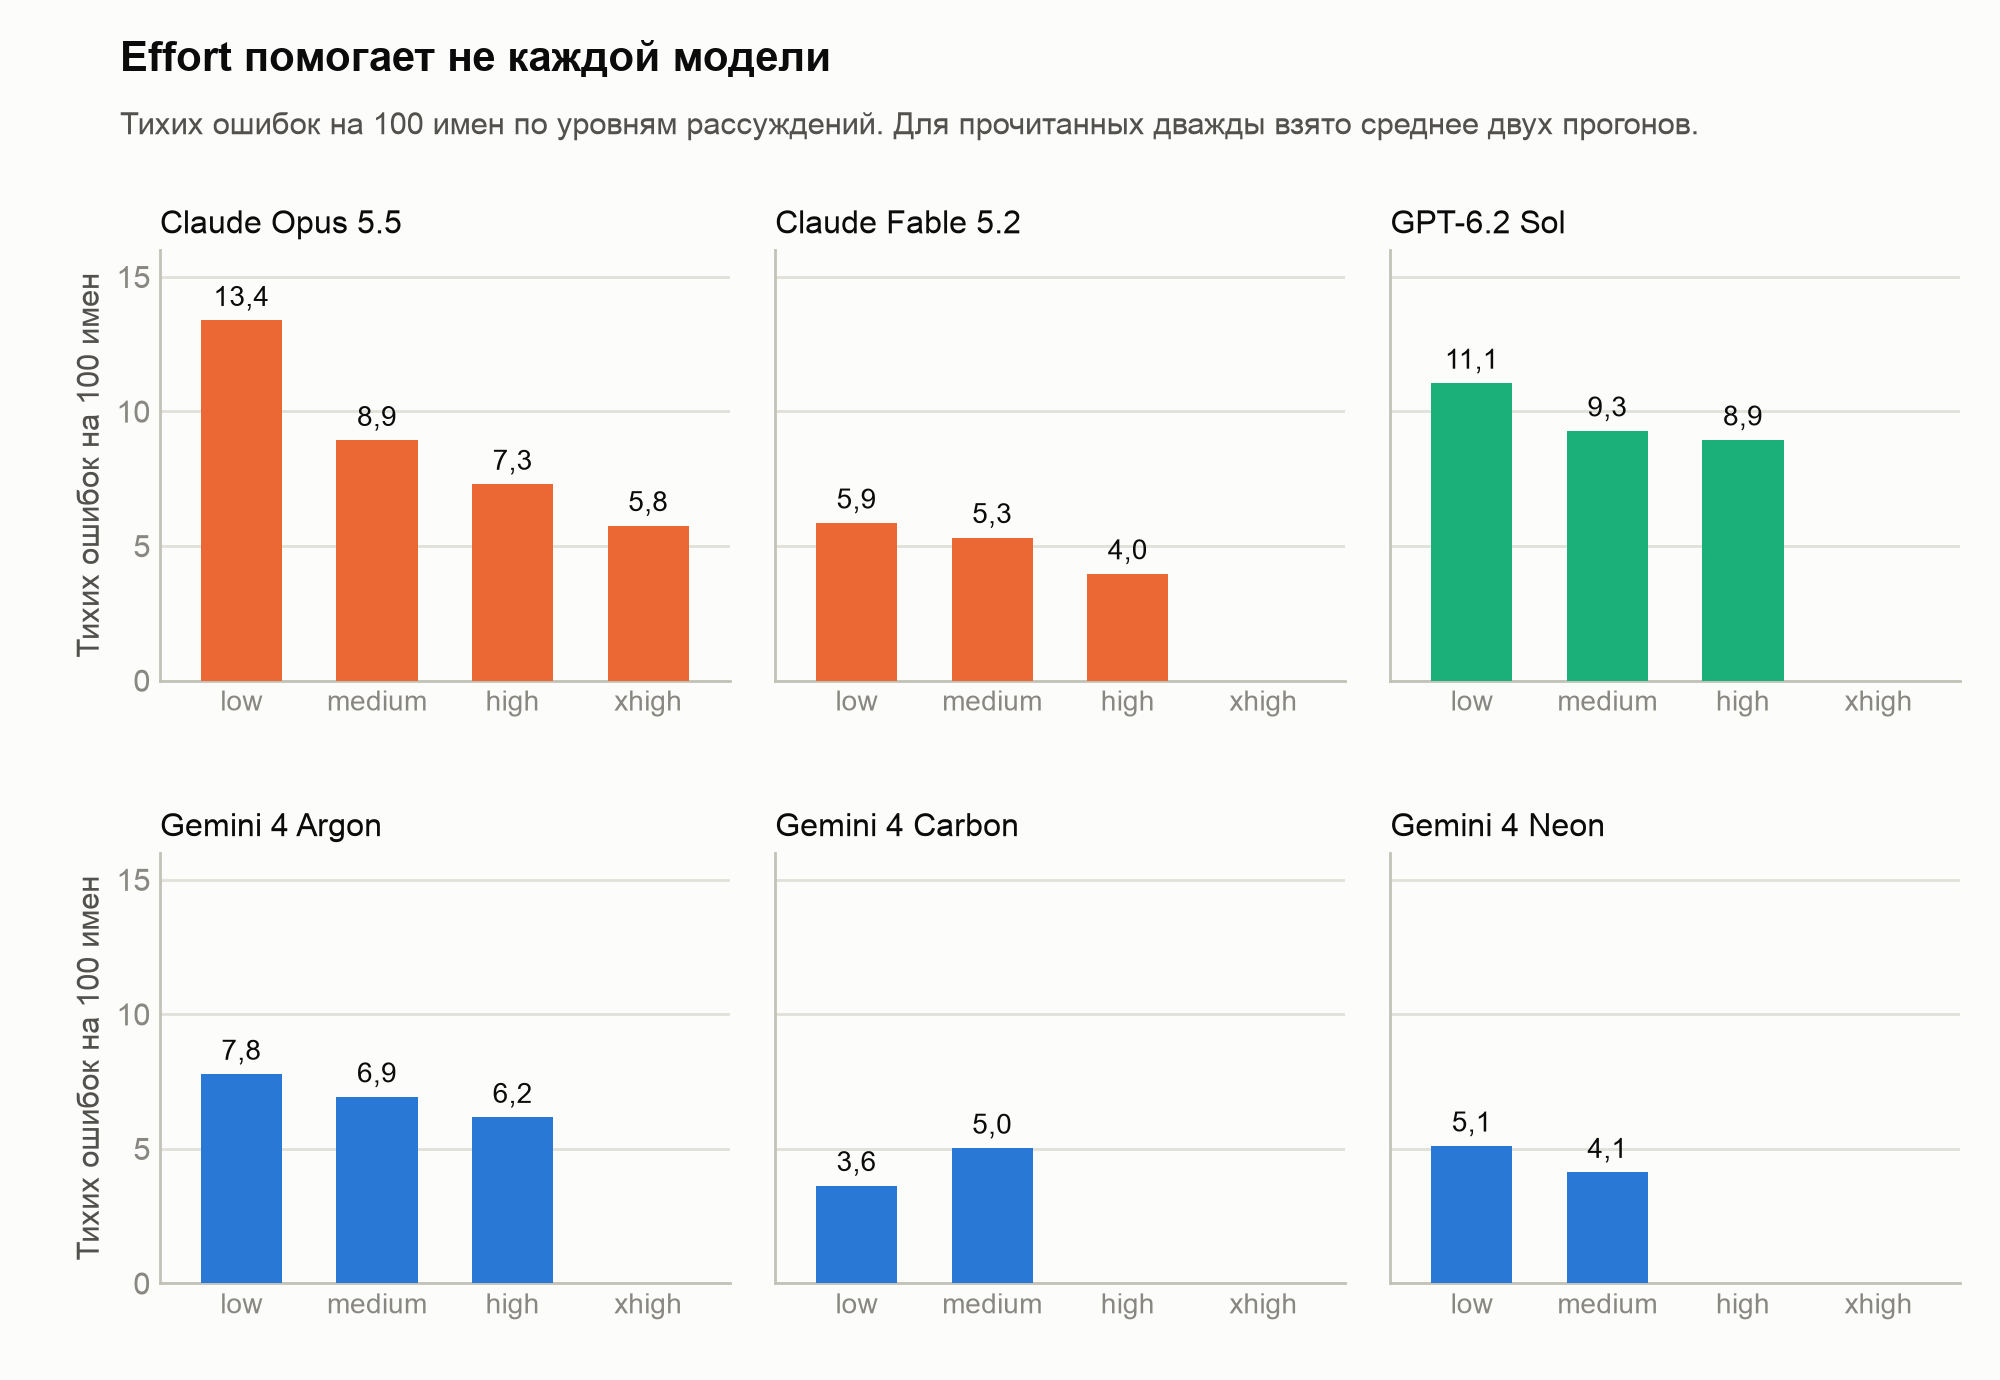 Effort помогает не каждой модели
Тихих ошибок на 100 имен по уровням рассуждений. Для прочитанных дважды взято среднее двух прогонов.
Claude Opus 5.5
Тихих ошибок на 100 имен
15
10
5
0
13,4
8,9
7,3
5,8
low medium high xhigh
Claude Fable 5.2
5,9
5,3
4,0
low medium high xhigh
GPT-6.2 Sol
11,1
9,3
8,9
low medium high xhigh
Gemini 4 Argon
Тихих ошибок на 100 имен
15
10
5
0
7,8
6,9
6,2
low medium high xhigh
Gemini 4 Carbon
3,6
5,0
low medium high xhigh
Gemini 4 Neon
5,1
4,1
low medium high xhigh